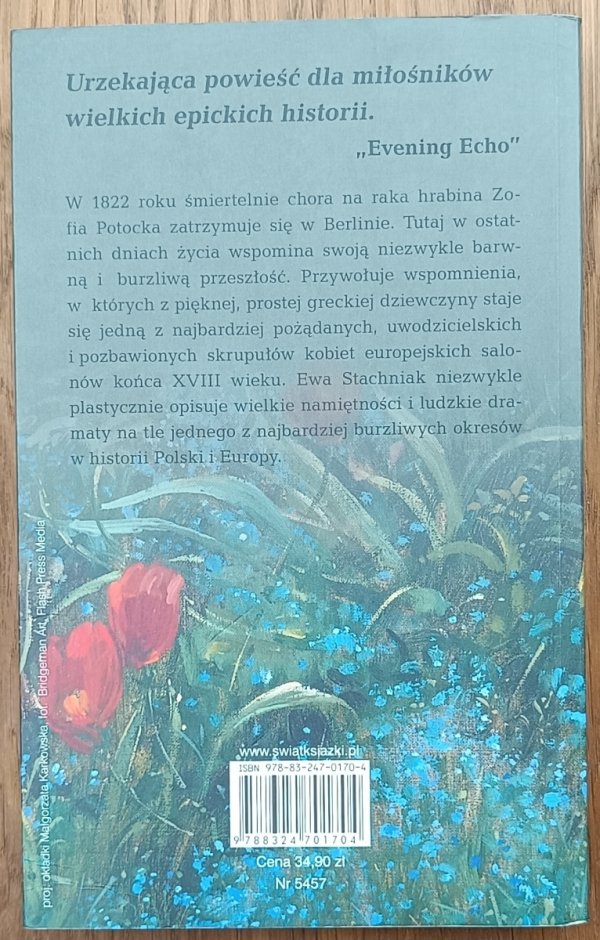 Urzekająca powieść dla miłośników
wielkich epickich historii.
„Evening Echo”
W 1822 roku śmiertelnie chora na raka hrabina Zo-
fia Potocka zatrzymuje się w Berlinie. Tutaj w ostat-
nich dniach życia wspomina swoją niezwykle barw-
ną i burzliwą przeszłość. Przywołuje wspomnienia,
w których z pięknej, prostej greckiej dziewczyny staje
się jedną z najbardziej pożądanych, uwodzicielskich
i pozbawionych skrupułów kobiet europejskich salo-
nów końca XVIII wieku. Ewa Stachniak niezwykle
plastycznie opisuje wielkie namiętności i ludzkie dra-
maty na tle jednego z najbardziej burzliwych okresów
w historii Polski i Europy.
proj. okładki Małgorzata Karkowska, fot. Bridgeman Art, Flash Press Media
www.swiatksiazki.pl
ISBN 978-83-247-0170-4
9 788324 701704
Cena 34,90 zł
Nr 5457